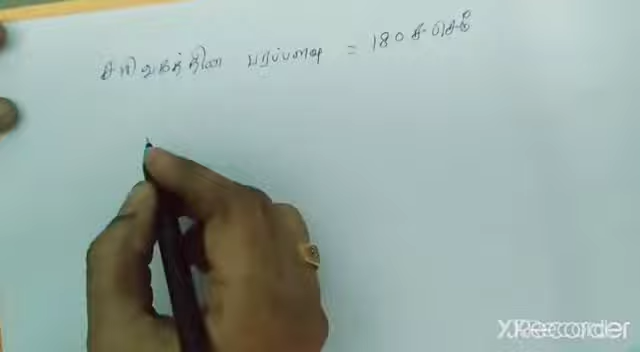 சரிவகத்தின் பரப்பளவு = 180 ச.செமீ
XRecorder